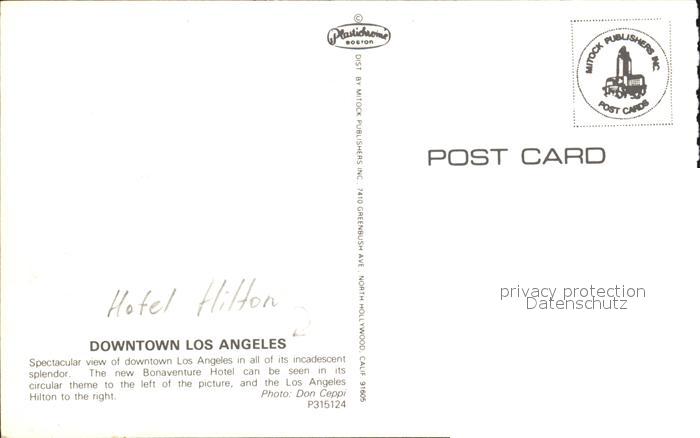 ©
Plastichrome
BOSTON
DIST. BY MITOCK PUBLISHERS INC., 7410 GREENBUSH AVE., NORTH HOLLYWOOD, CALIF. 91605
MITOCK PUBLISHERS INC.
POST CARDS
POST CARD
privacy protection
Datenschutz
Hotel Hilton
2
DOWNTOWN LOS ANGELES
Spectacular view of downtown Los Angeles in all of its incadescent
splendor. The new Bonaventure Hotel can be seen in its
circular theme to the left of the picture, and the Los Angeles
Hilton to the right. Photo: Don Ceppi
P315124